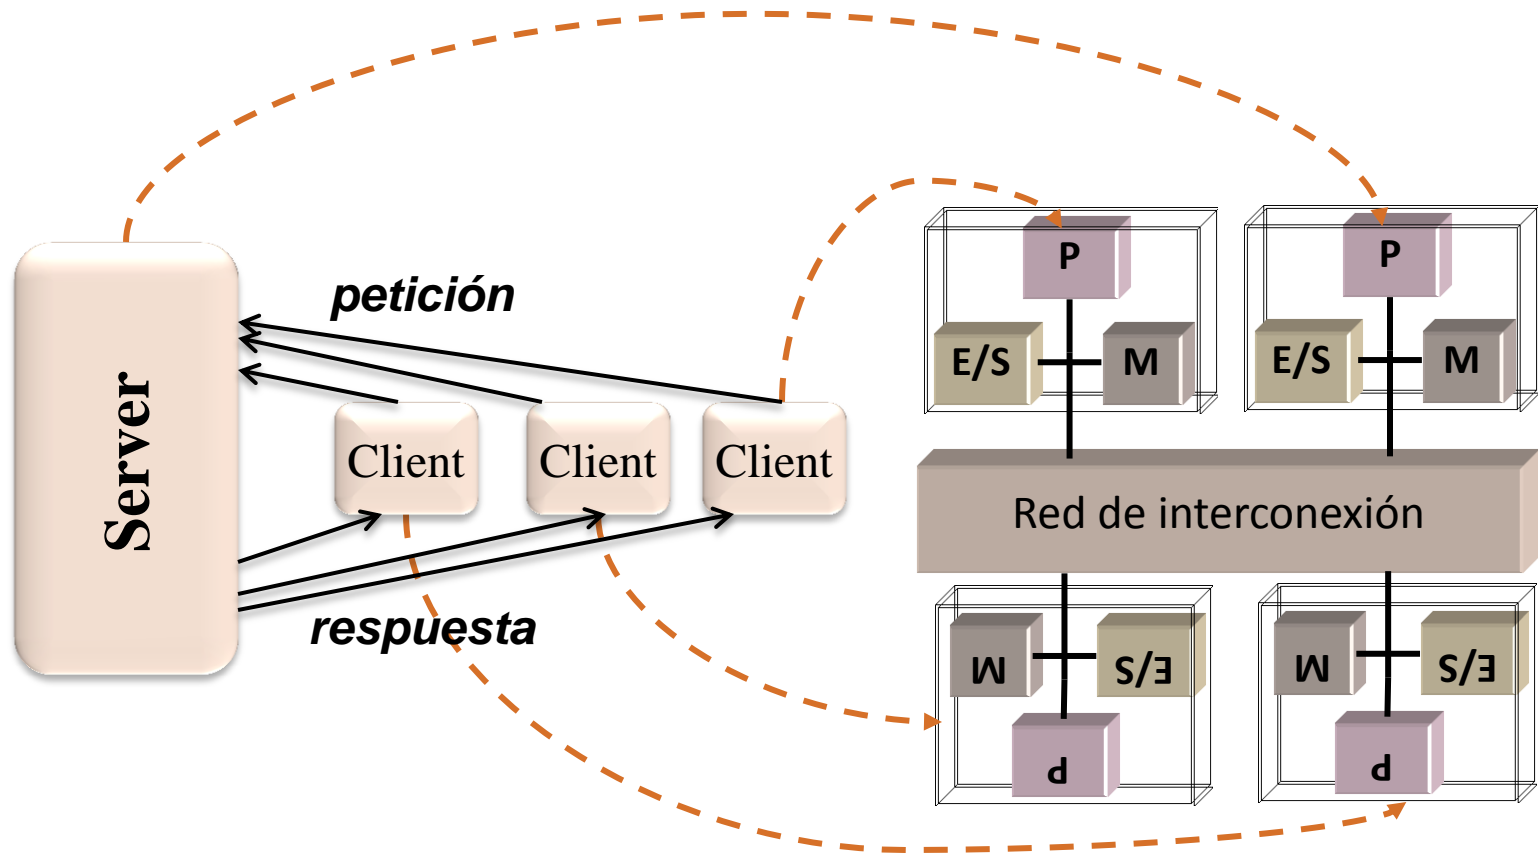 Server
petición
Client
Client
Client
respuesta
P
E/S
M
P
E/S
M
Red de interconexión
M
E/S
P
M
E/S
P